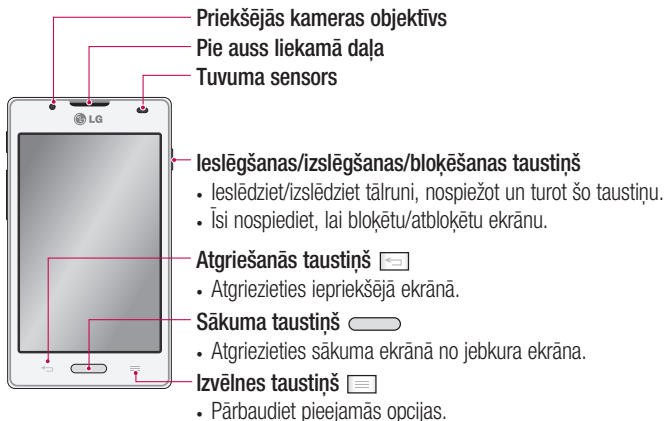 Priekšējās kameras objektīvs
Pie auss liekamā daļa
Tuvuma sensors
LG
Ieslēgšanas/izslēgšanas/bloķēšanas taustiņš
• Ieslēdziet/izslēdziet tālruni, nospiežot un turot šo taustiņu.
• Īsi nospiediet, lai bloķētu/atbloķētu ekrānu.
Atgriešanās taustiņš
• Atgriezieties iepriekšējā ekrānā.
Sākuma taustiņš
• Atgriezieties sākuma ekrānā no jebkura ekrāna.
Izvēlnes taustiņš
• Pārbaudiet pieejamās opcijas.